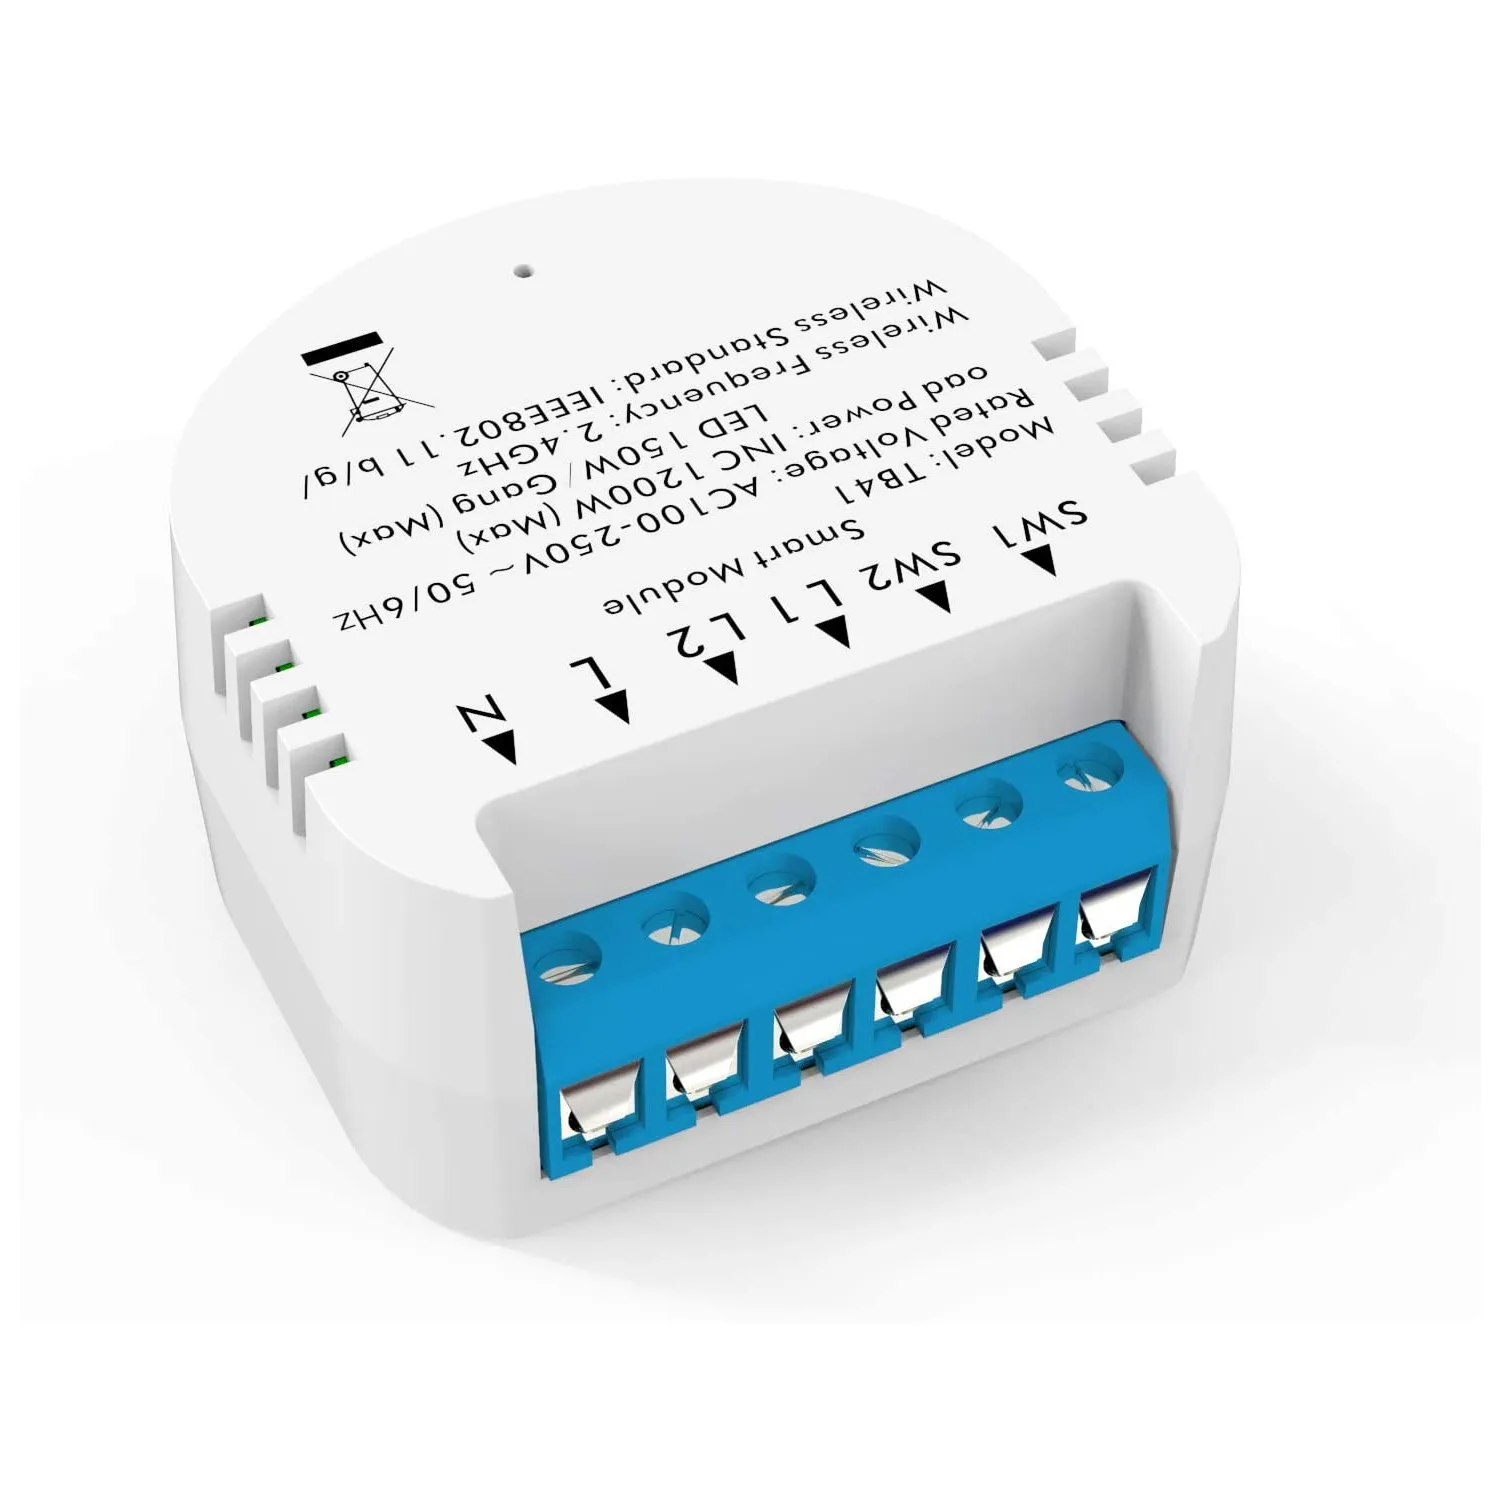 SW1 SW2 L1 L2 L N
Smart Module
Model: TB41
Rated Voltage: AC100-250V~ 50/6Hz
oad Power: INC 1200W (Max)
LED 150W/Gang (Max)
Wireless Frequency: 2.4GHz
Wireless Standard: IEEE802.11 b/g/